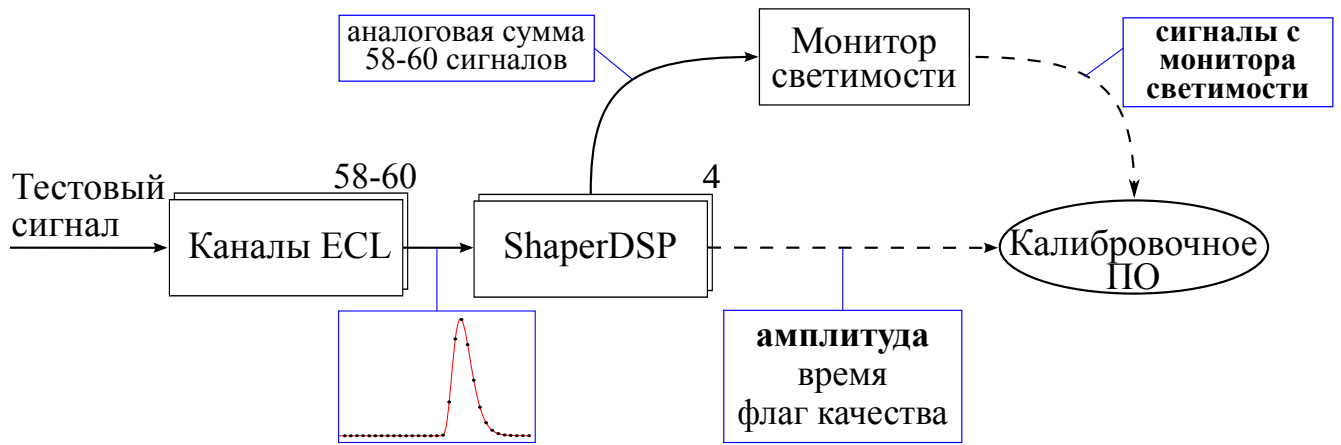 аналоговая сумма
58-60 сигналов
Монитор
светимости
сигналы с
монитора
светимости
Тестовый
сигнал
58-60
Каналы ECL
4
ShaperDSP
Калибровочное
ПО
амплитуда
время
флаг качества